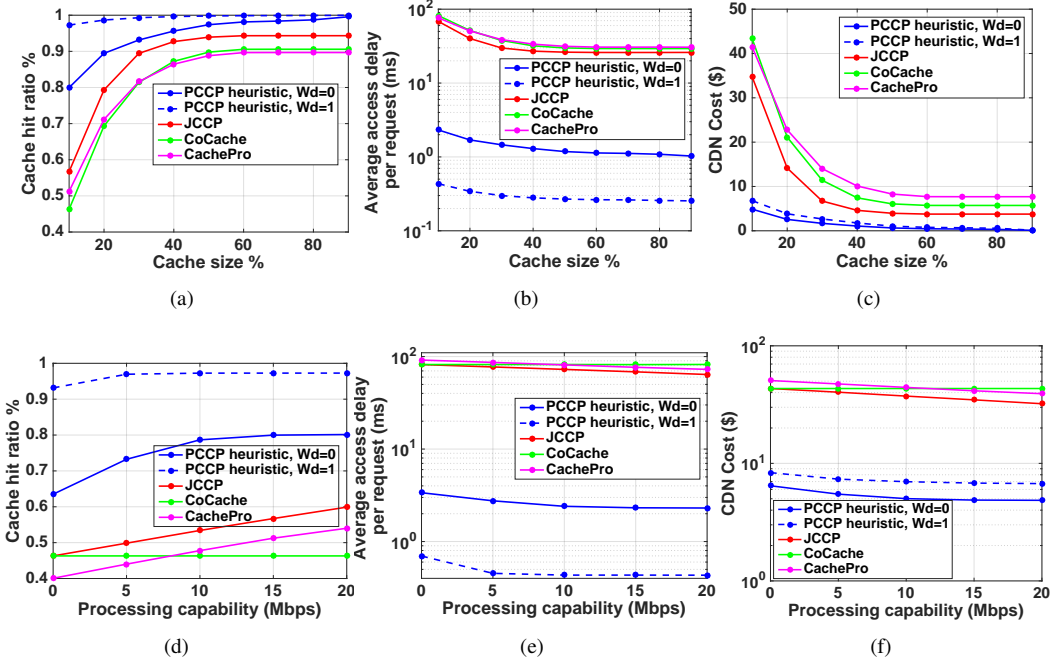 Cache hit ratio %
1
0.9
0.8
0.7
0.6
0.5
0.4
20
40
60
80
Cache size %
PCCP heuristic, Wd=0
PCCP heuristic, Wd=1
JCCP
CoCache
CachePro
(a)
Average access delay
per request (ms)
10^2
10^1
10^0
10^-1
20
40
60
80
Cache size %
PCCP heuristic, Wd=0
PCCP heuristic, Wd=1
JCCP
CoCache
CachePro
(b)
CDN Cost ($)
50
40
30
20
10
0
20
40
60
80
Cache size %
PCCP heuristic, Wd=0
PCCP heuristic, Wd=1
JCCP
CoCache
CachePro
(c)
Cache hit ratio %
1
0.9
0.8
0.7
0.6
0.5
0.4
0
5
10
15
20
Processing capability (Mbps)
PCCP heuristic, Wd=0
PCCP heuristic, Wd=1
JCCP
CoCache
CachePro
(d)
Average access delay
per request (ms)
10^2
10^1
10^0
0
5
10
15
20
Processing capability (Mbps)
PCCP heuristic, Wd=0
PCCP heuristic, Wd=1
JCCP
CoCache
CachePro
(e)
CDN Cost ($)
10^2
10^1
10^0
0
5
10
15
20
Processing capability (Mbps)
PCCP heuristic, Wd=0
PCCP heuristic, Wd=1
JCCP
CoCache
CachePro
(f)